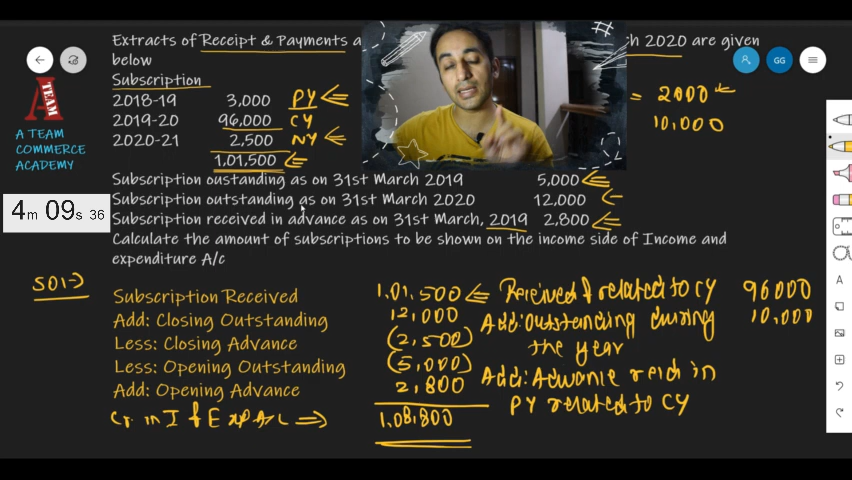 Extracts of Receipt & Payments a
ch 2020 are given
below
Subscription
2018-19 3,000 PY
2019-20 96,000 CY
2020-21 2,500 NY
1,01,500
= 2000
10,000
GG
A
TEAM
A TEAM
COMMERCE
ACADEMY
4m 09s 36
Subscription oustanding as on 31st March 2019 5,000
Subscription outstanding as on 31st March 2020 12,000
Subscription received in advance as on 31st March, 2019 2,800
Calculate the amount of subscriptions to be shown on the income side of Income and
expenditure A/c
Subscription Received 1,01,500
Add: Closing Outstanding 12,000
Less: Closing Advance (2,500)
Less: Opening Outstanding (5,000)
Add: Opening Advance 2,800
Cr. in I & Exp A/c ⇒ 1,08,800
Received & related to CY 96000
Add: Outstanding during 10,000
the year
Add: Advance in
PY related to CY
A